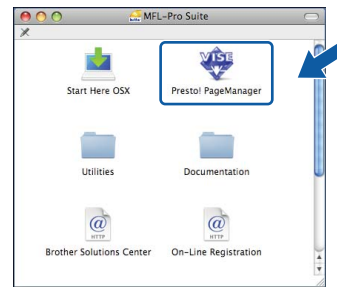 MFL-Pro Suite
VISE
Start Here OSX
Presto! PageManager
Utilities
Documentation
@
HTTP
@
HTTP
Brother Solutions Center
On-Line Registration